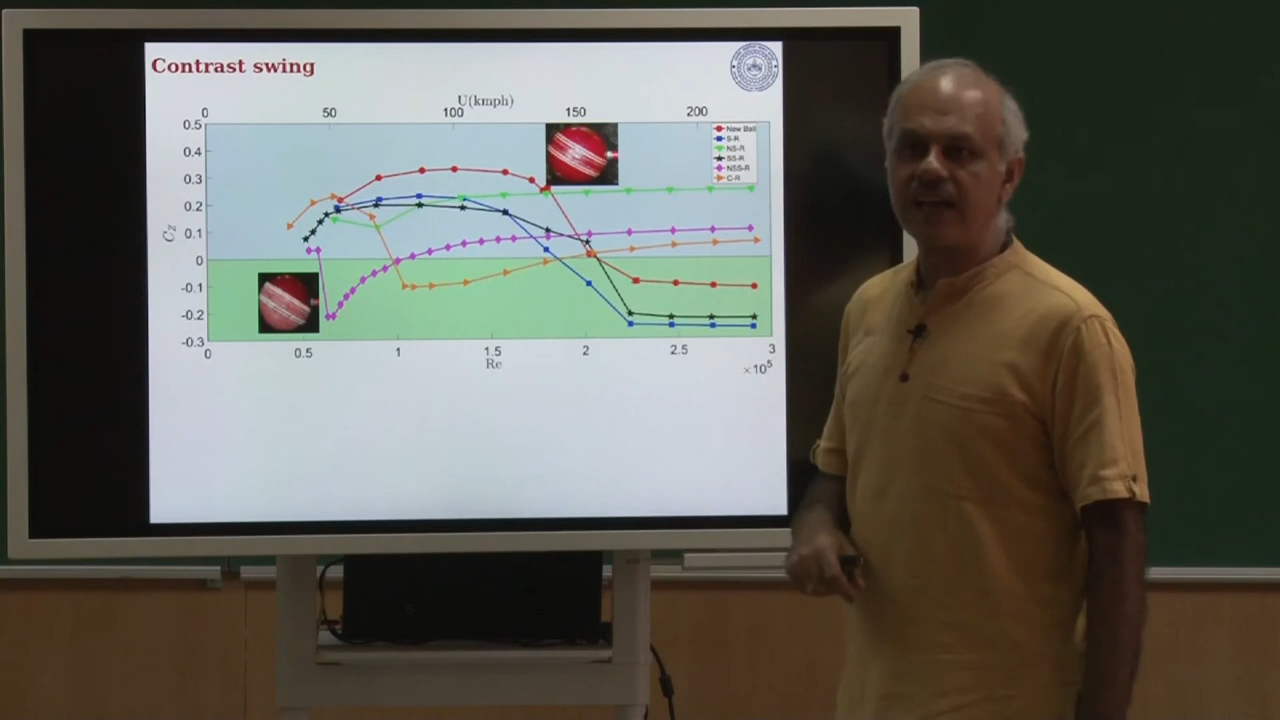 Contrast swing
U(kmph)
0 50 100 150 200
0.5
0.4
0.3
0.2
0.1
0
-0.1
-0.2
-0.3
C_Z
New Ball
S-R
NS-R
SS-R
NSS-R
C-R
0 0.5 1 1.5 2 2.5 3
Re
×10^5